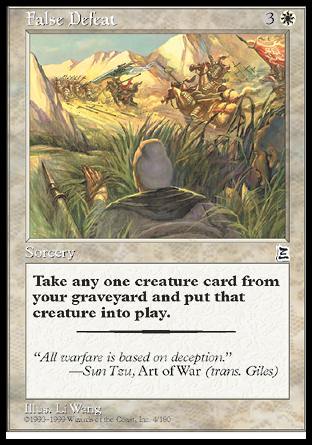 False Defeat 3
Sorcery
Take any one creature card from
your graveyard and put that
creature into play.
“All warfare is based on deception.”
—Sun Tzu, Art of War (trans. Giles)
Illus. Li Wang
©1993–1999 Wizards of the Coast, Inc. 4/180